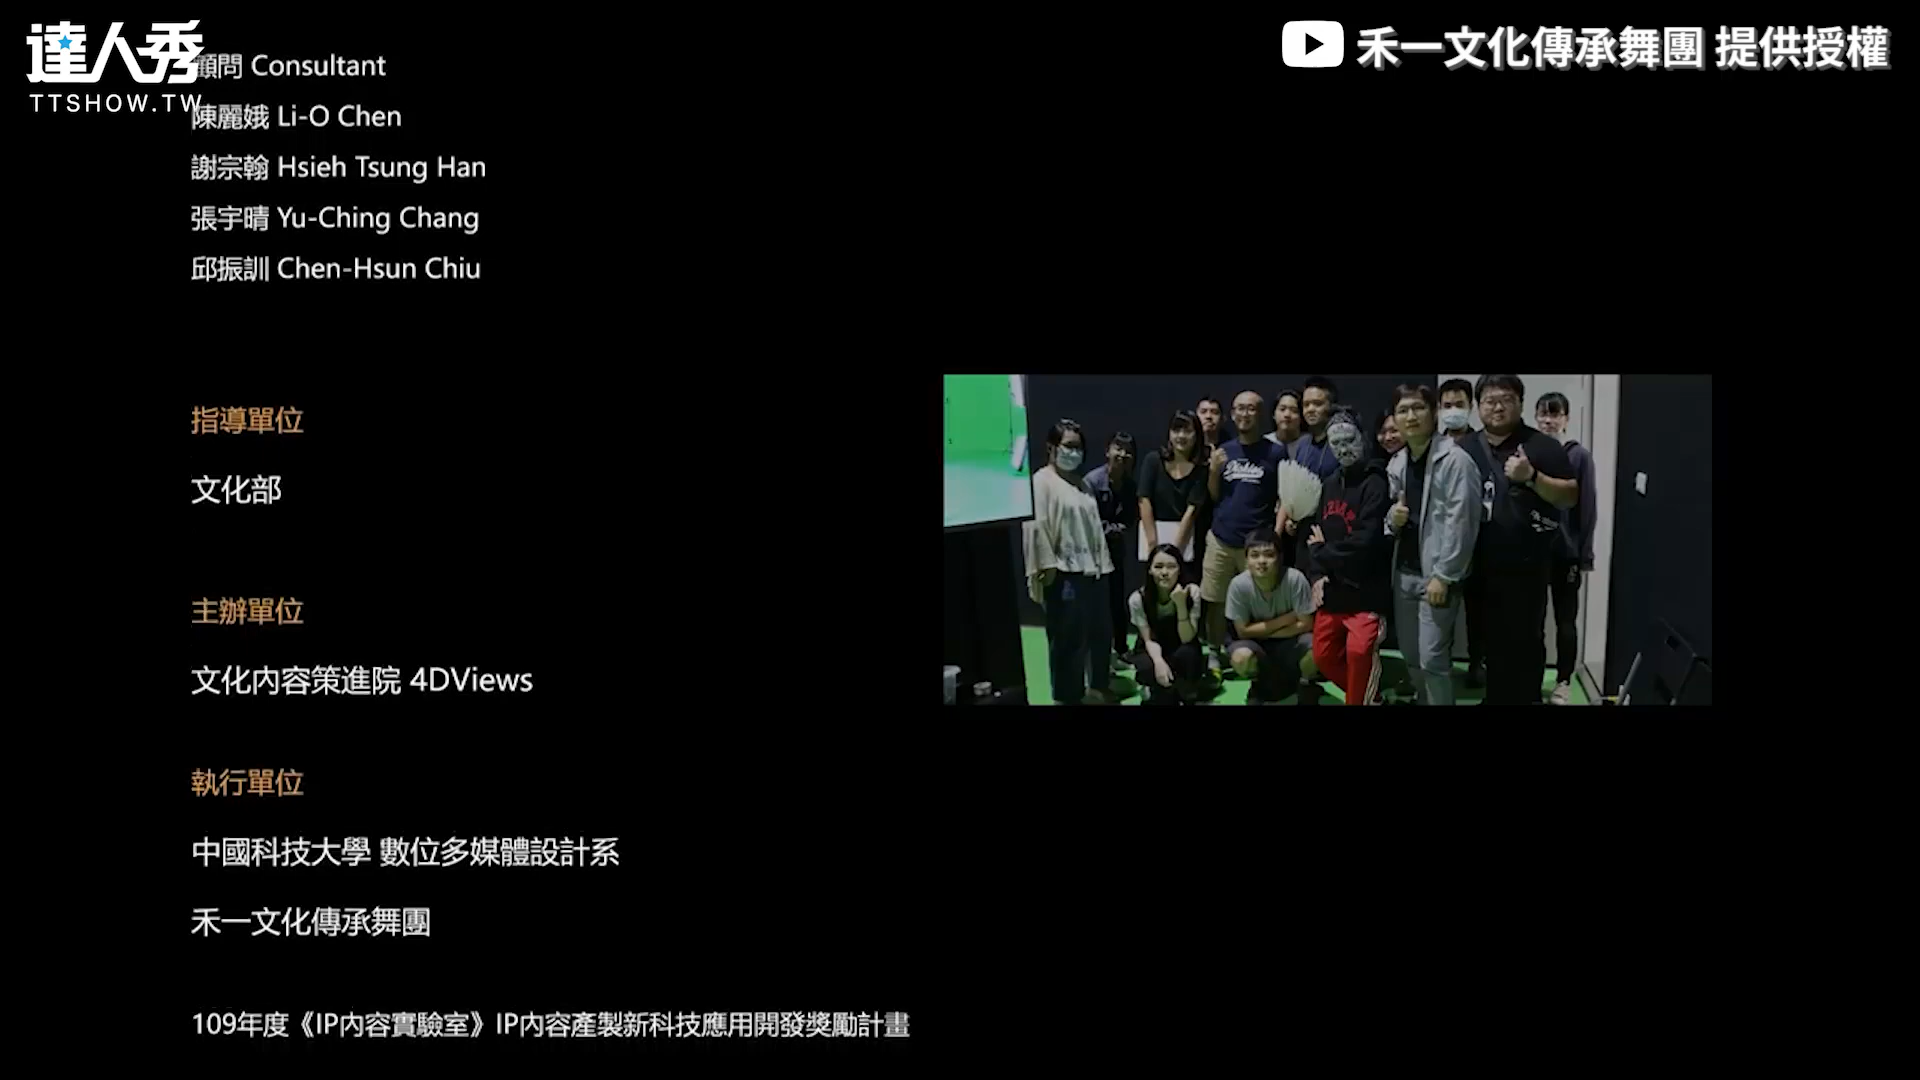 達人秀
TTSHOW.TW
禾一文化傳承舞團 提供授權
顧問 Consultant
陳麗娥 Li-O Chen
謝宗翰 Hsieh Tsung Han
張宇晴 Yu-Ching Chang
邱振訓 Chen-Hsun Chiu
指導單位
文化部
主辦單位
文化內容策進院 4DViews
執行單位
中國科技大學 數位多媒體設計系
禾一文化傳承舞團
109年度《IP內容實驗室》IP內容產製新科技應用開發獎勵計畫